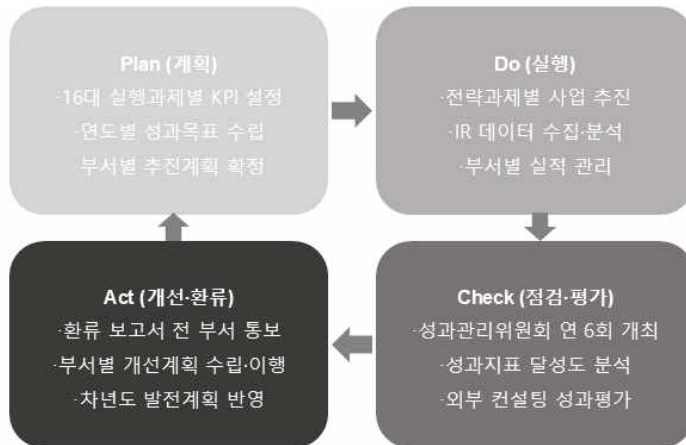 Plan (계획)
·16대 실행과제별 KPI 설정
·연도별 성과목표 수립
·부서별 추진계획 확정
Do (실행)
·전략과제별 사업 추진
·IR 데이터 수집·분석
·부서별 실적 관리
Check (점검·평가)
·성과관리위원회 연 6회 개최
·성과지표 달성도 분석
·외부 컨설팅 성과평가
Act (개선·환류)
·환류 보고서 전 부서 통보
·부서별 개선계획 수립·이행
·차년도 발전계획 반영